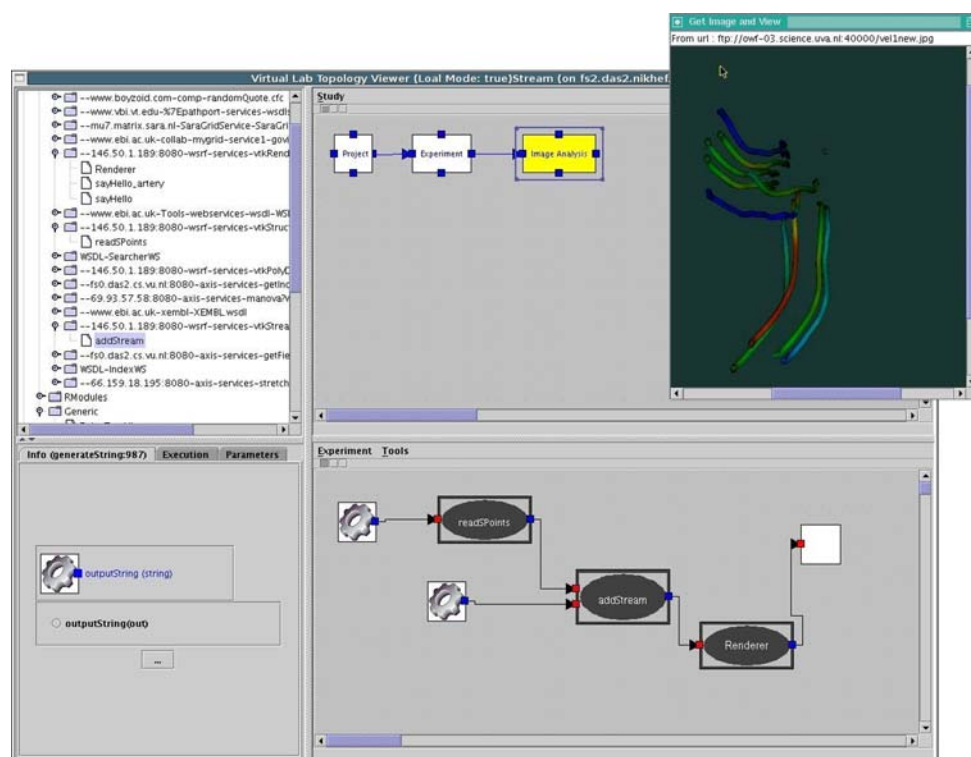 Get Image and View
From url : ftp://owf-03.science.uva.nl:40000/vel1new.jpg
Virtual Lab Topology Viewer (Loal Mode: true)Stream (on fs2.das2.nikhef.
--www.boyzoid.com-comp-randomQuote.cfc
--www.vbi.vt.edu-%7Epathport-services-wsdls
--mu7.matrix.sara.nl-SaraGridService-SaraGri
--www.ebi.ac.uk-collab-mygrid-service1-govi
--146.50.1.189:8080-wsrf-services-vtkRend
Renderer
sayHello_artery
sayHello
--www.ebi.ac.uk-Tools-webservices-wsdl-WSI
--146.50.1.189:8080-wsrf-services-vtkStruc
readSPoints
WSDL-SearcherWS
--146.50.1.189:8080-wsrf-services-vtkPolyD
--fs0.das2.cs.vu.nl:8080-axis-services-getInd
--69.93.57.58:8080-axis-services-manova?v
--www.ebi.ac.uk-xembl-XEMBL.wsdl
--146.50.1.189:8080-wsrf-services-vtkStrea
addStream
--fs0.das2.cs.vu.nl:8080-axis-services-getFie
WSDL-IndexWS
--66.159.18.195:8080-axis-services-stretch
RModules
Generic
Study
Project
Experiment
Image Analysis
Info (generateString:987) Execution Parameters
outputString (string)
outputString(out)
...
Experiment Tools
readSPoints
addStream
Renderer